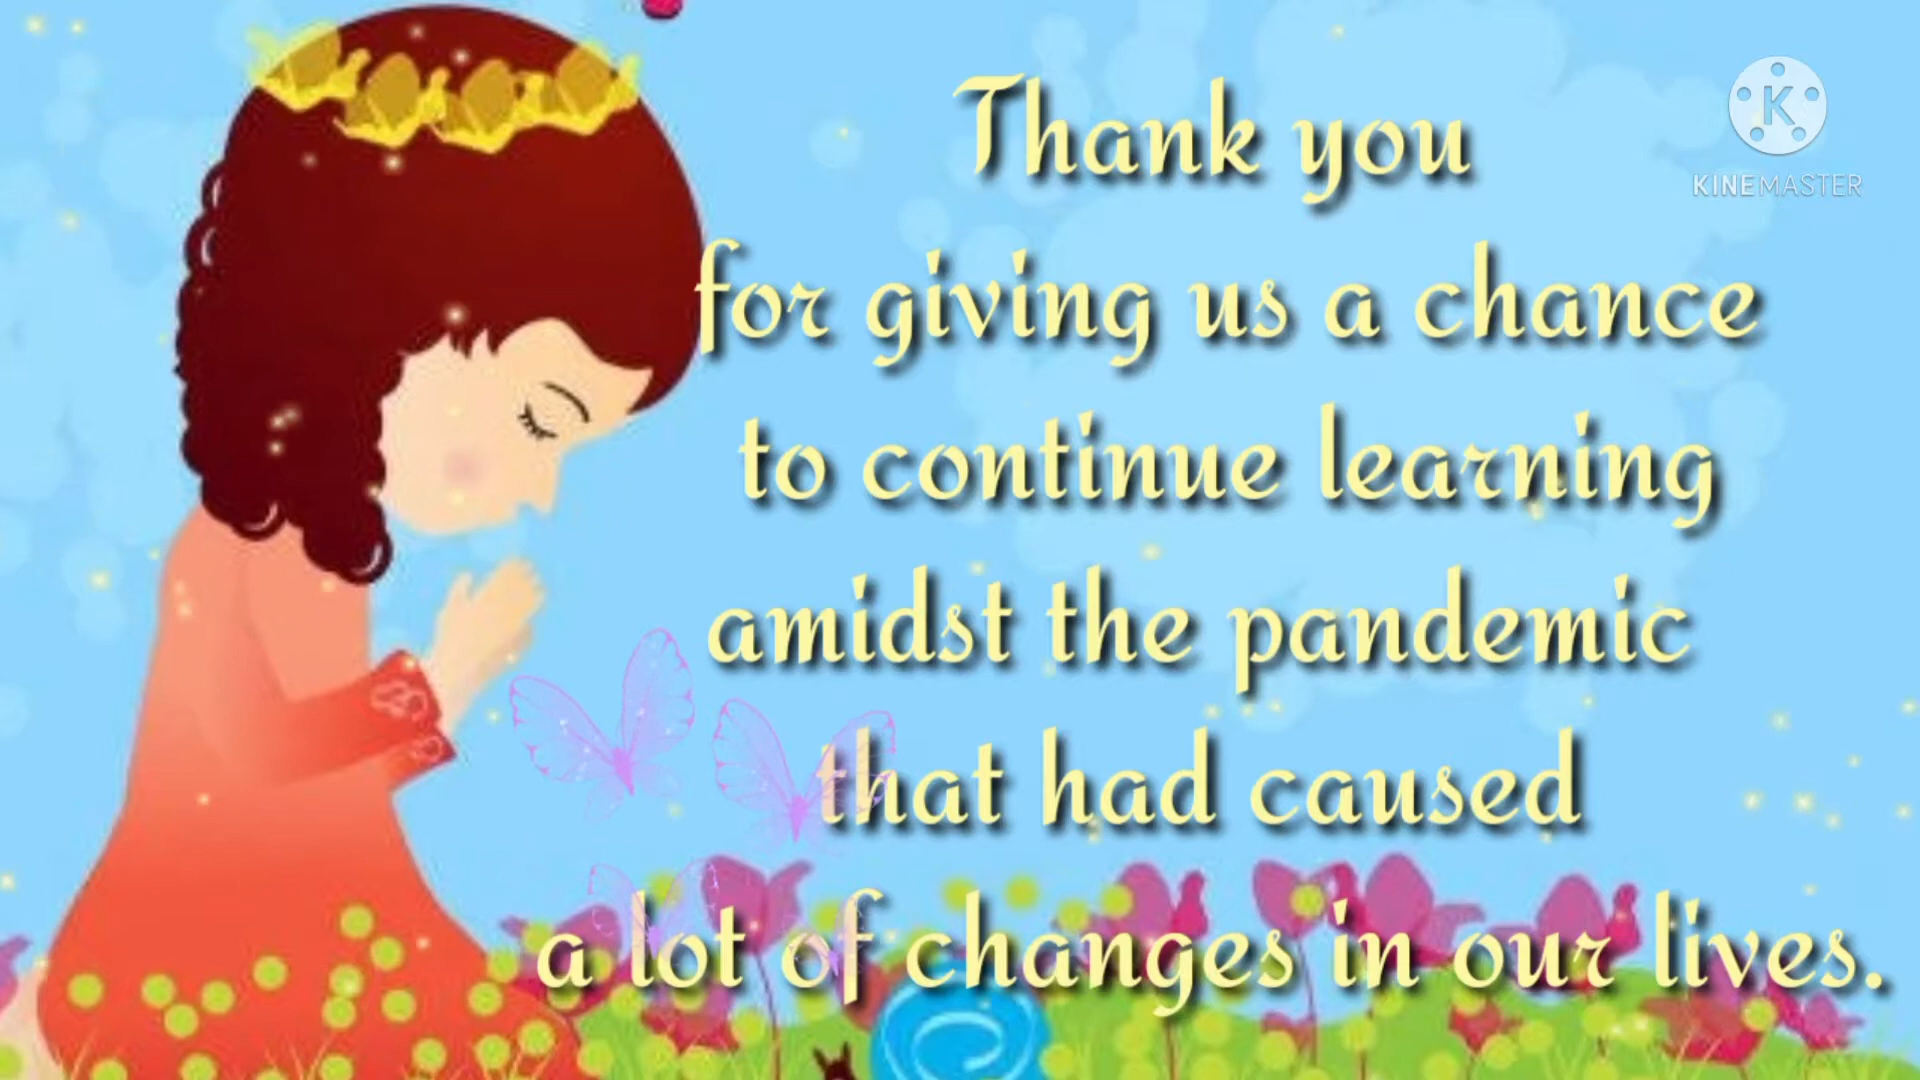 Thank you
for giving us a chance
to continue learning
amidst the pandemic
that had caused
a lot of changes in our lives.
K
KINEMASTER